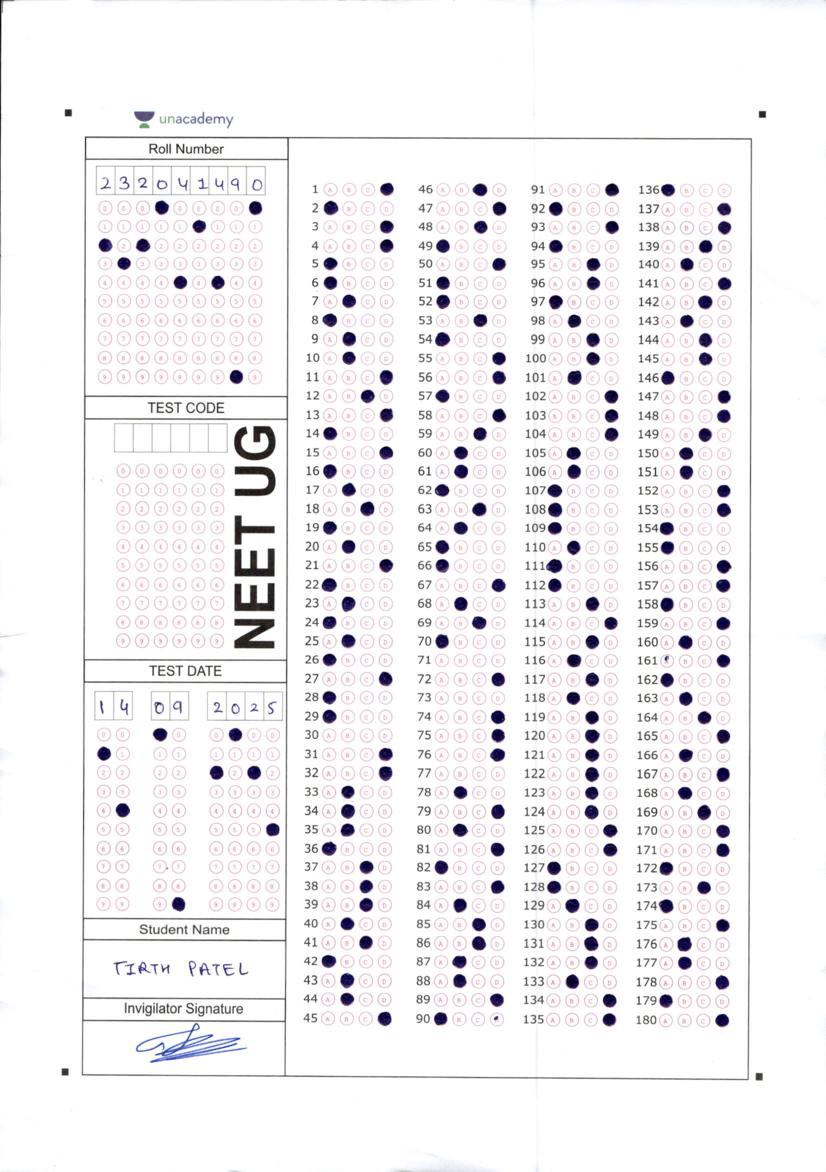 unacademy
Roll Number
2 3 2 0 4 1 4 9 0
TEST CODE
NEET UG
TEST DATE
1 4 0 9 2 0 2 5
Student Name
TIRTH PATEL
Invigilator Signature
1 A B C
2 B C D
3 A B C
4 A B C
5 B C D
6 B C D
7 A C D
8 B C D
9 A C D
10 A C D
11 A B C
12 A B D
13 A B C
14 B C D
15 A B C
16 B C D
17 A C D
18 A B D
19 B C D
20 A C D
21 A B C
22 B C D
23 A C D
24 B C D
25 A C D
26 B C D
27 A B C
28 B C D
29 B C D
30 A B C D
31 A B C
32 A B C
33 A C D
34 A C D
35 A C D
36 B C D
37 A B D
38 A B D
39 A B D
40 A C D
41 A B D
42 B C D
43 A C D
44 A C D
45 A B C
46 A B D
47 A B C
48 A B D
49 B C D
50 A B C
51 B C D
52 B C D
53 A B D
54 B C D
55 A B C
56 A B C
57 B C D
58 A B C
59 A B D
60 A C D
61 A C D
62 B C D
63 A B D
64 A C D
65 B C D
66 B C D
67 A B C
68 A C D
69 A B D
70 B C D
71 A B C D
72 A B C
73 A B C D
74 A B C
75 A B C
76 A B C
77 A B C D
78 A C D
79 A B C
80 A C D
81 A B C
82 B C D
83 A B C
84 A C D
85 A B D
86 A B D
87 A C D
88 A C D
89 A B C
90 B C
91 A B C
92 B C D
93 A B C
94 B C D
95 A B D
96 A B D
97 B C D
98 A C D
99 A B D
100 A B D
101 A C D
102 A B C
103 A B C
104 A B C
105 A C D
106 A C D
107 B C D
108 B C D
109 B C D
110 A C D
111 B C D
112 B C D
113 A B D
114 A B C
115 A B D
116 A C D
117 A B D
118 A C D
119 A B D
120 A B D
121 A B D
122 A B D
123 A B D
124 A B D
125 A B C
126 A B C
127 B C D
128 B C D
129 A C D
130 A B D
131 A B D
132 A B D
133 A C D
134 A B C
135 A B C
136 B C D
137 A B C
138 A B C
139 A B D
140 A C D
141 A B C
142 A B D
143 A C D
144 A B D
145 A B D
146 B C D
147 A B C
148 A B C
149 A B D
150 A C D
151 A C D
152 A B C
153 A B C
154 B C D
155 B C D
156 A B C
157 A B C
158 B C D
159 A B C
160 A C D
161 B C
162 B C D
163 A C D
164 A B D
165 A B C
166 A C D
167 A B C
168 A C D
169 A B D
170 A B C
171 A B C
172 B C D
173 A B D
174 B C D
175 A B C
176 A C D
177 A C D
178 A B C
179 B C D
180 A B C